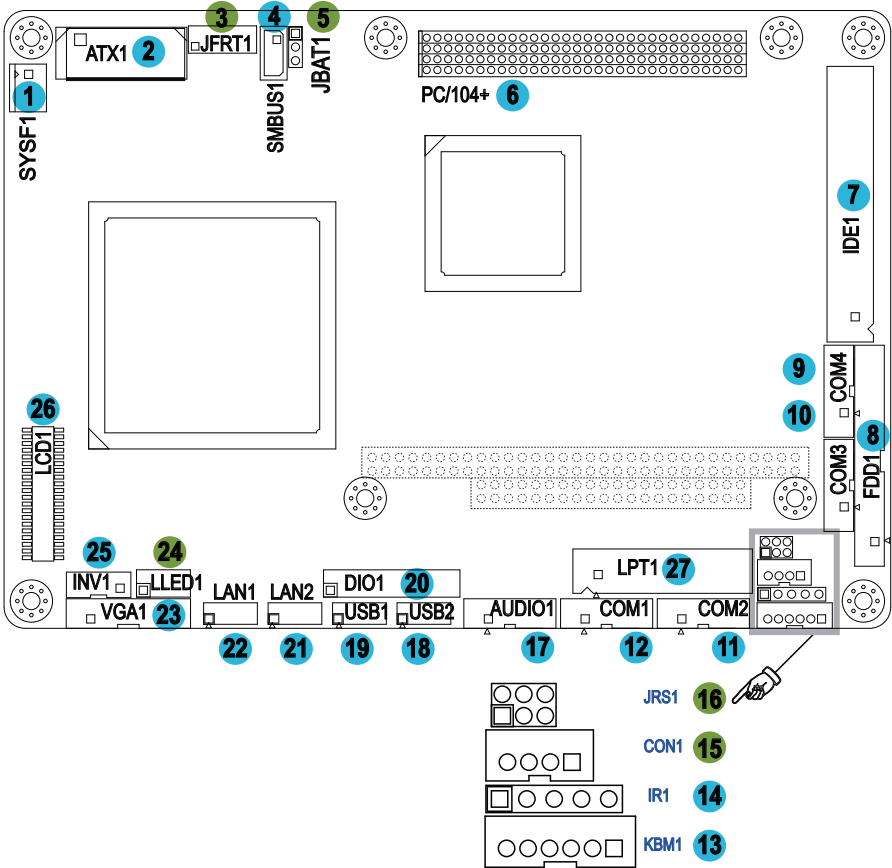 3
4
5
ATX1
2
JFRT1
SMBUS1
JBAT1
1
SYSF1
PC/104+
6
7
IDE1
9
COM4
10
8
FDD1
COM3
26
LCD1
25
24
INV1
LLED1
LAN1
LAN2
DIO1
20
LPT1
27
VGA1
23
USB1
USB2
AUDIO1
COM1
COM2
22
21
19
18
17
12
11
JRS1
16
CON1
15
IR1
14
KBM1
13